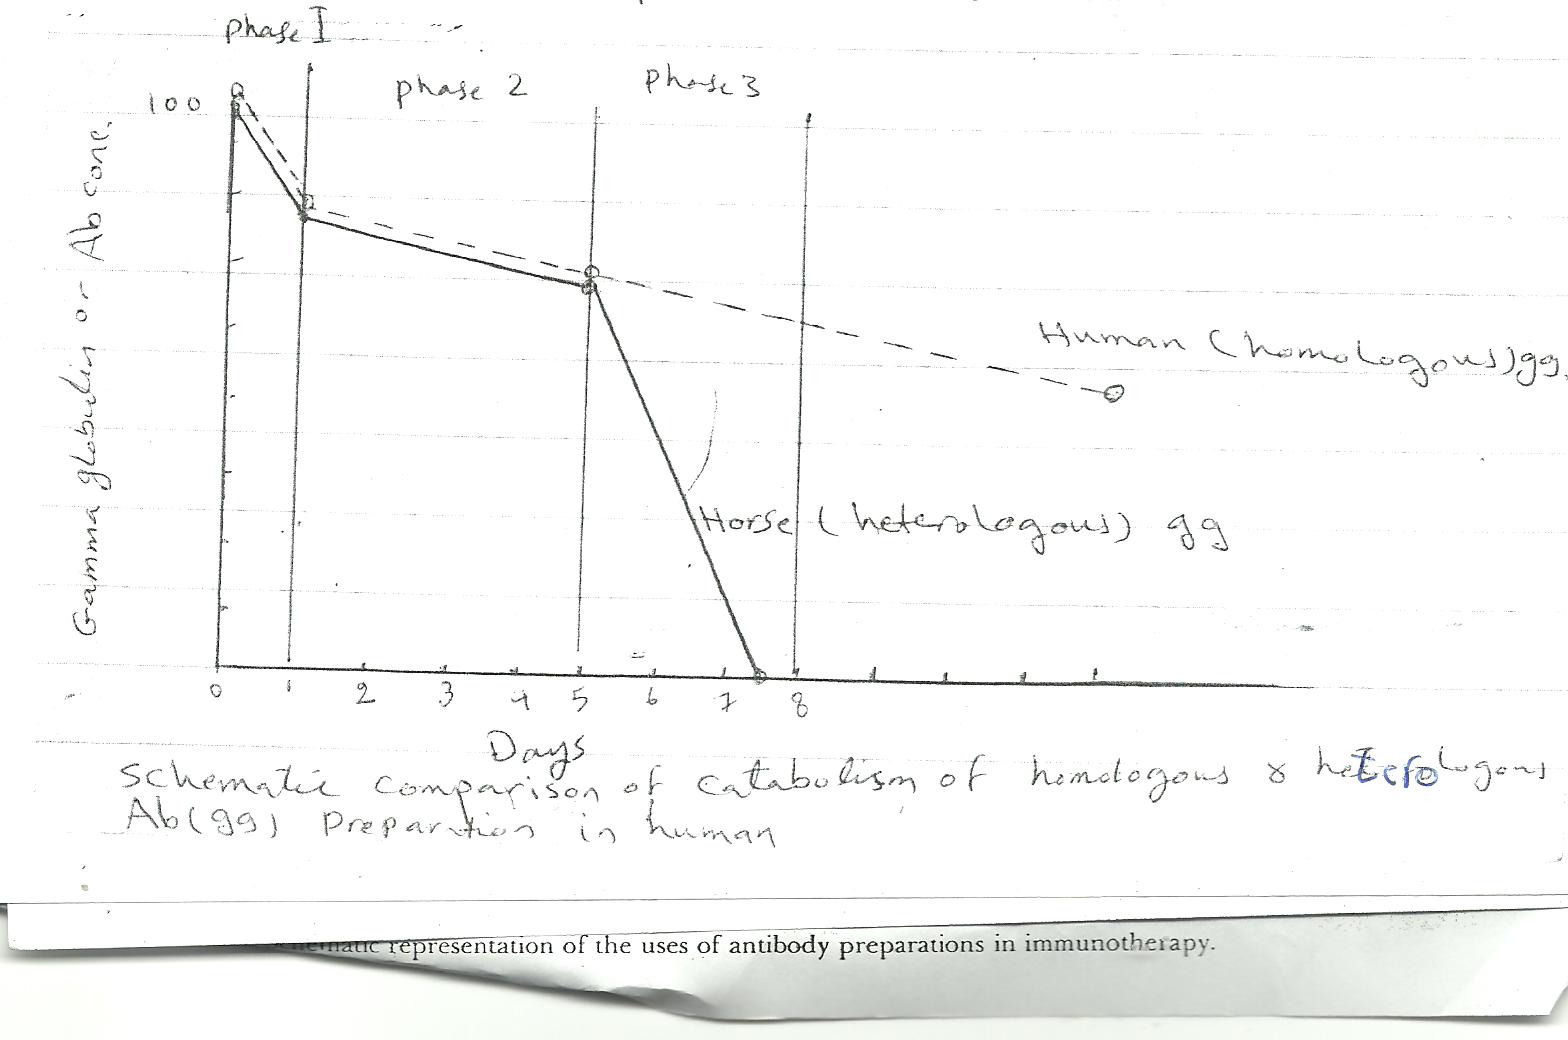 Phase I
Phase 2
Phase 3
100
Gamma globulin or Ab conc.
Human (homologous) gg.
Horse (heterologous) gg
0 1 2 3 4 5 6 7 8
Days
Schematic comparison of catabolism of homologous & heterologous
Ab(gg) Preparation in human
representation of the uses of antibody preparations in immunotherapy.